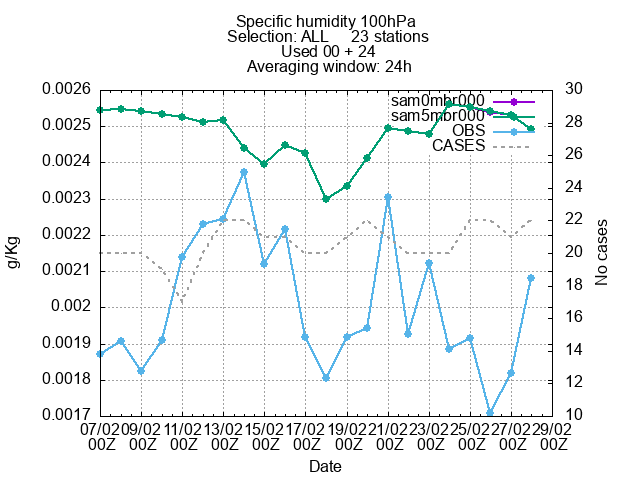 Specific humidity 100hPa
Selection: ALL 23 stations
Used 00 + 24
Averaging window: 24h
sam0mbr000
sam5mbr000
OBS
CASES
g/Kg
0.0026
0.0025
0.0024
0.0023
0.0022
0.0021
0.002
0.0019
0.0018
0.0017
30
28
26
24
22
20
18
16
14
12
10
No cases
07/02 09/02 11/02 13/02 15/02 17/02 19/02 21/02 23/02 25/02 27/02 29/02
00Z 00Z 00Z 00Z 00Z 00Z 00Z 00Z 00Z 00Z 00Z 00Z
Date